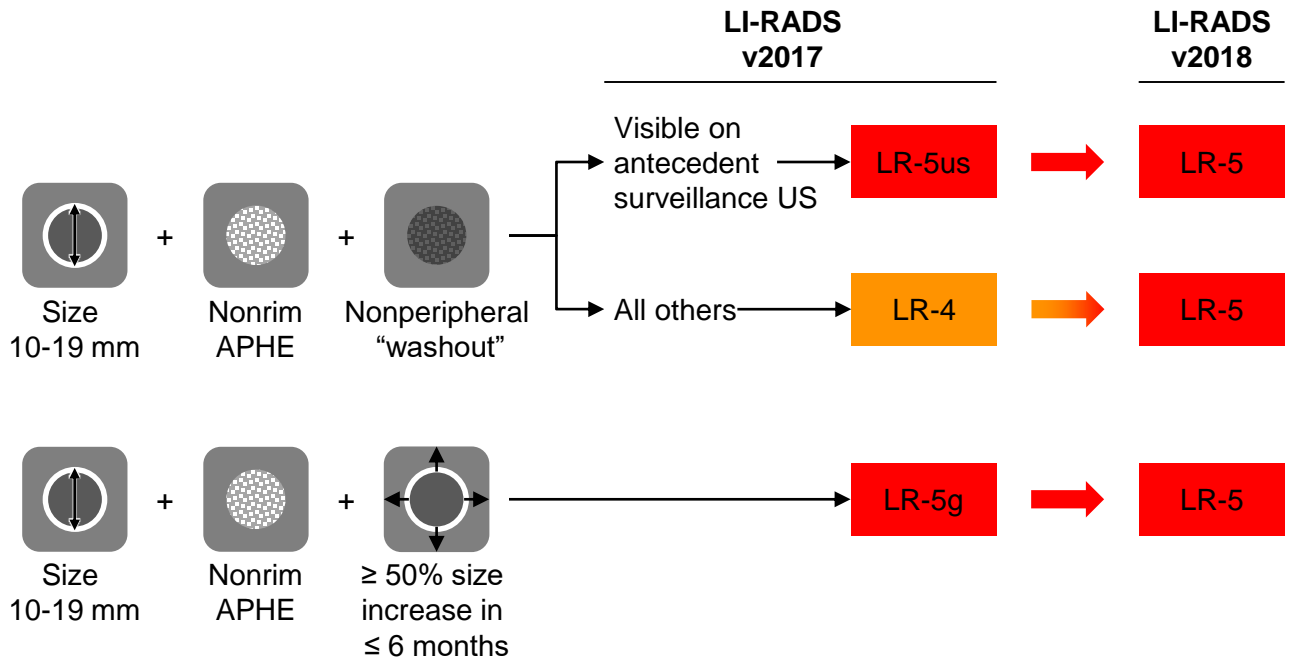 LI-RADS
v2017
LI-RADS
v2018
Visible on
antecedent
surveillance US
LR-5us
LR-5
+
+
Size
10-19 mm
Nonrim
APHE
Nonperipheral
“washout”
All others
LR-4
LR-5
+
+
Size
10-19 mm
Nonrim
APHE
≥ 50% size
increase in
≤ 6 months
LR-5g
LR-5